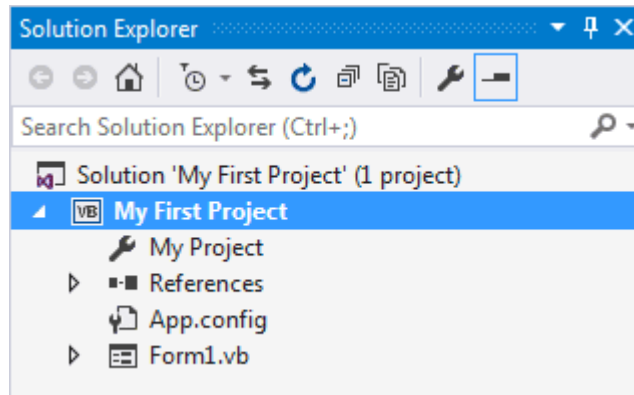 Solution Explorer
Search Solution Explorer (Ctrl+;)
Solution 'My First Project' (1 project)
VB My First Project
My Project
References
App.config
Form1.vb